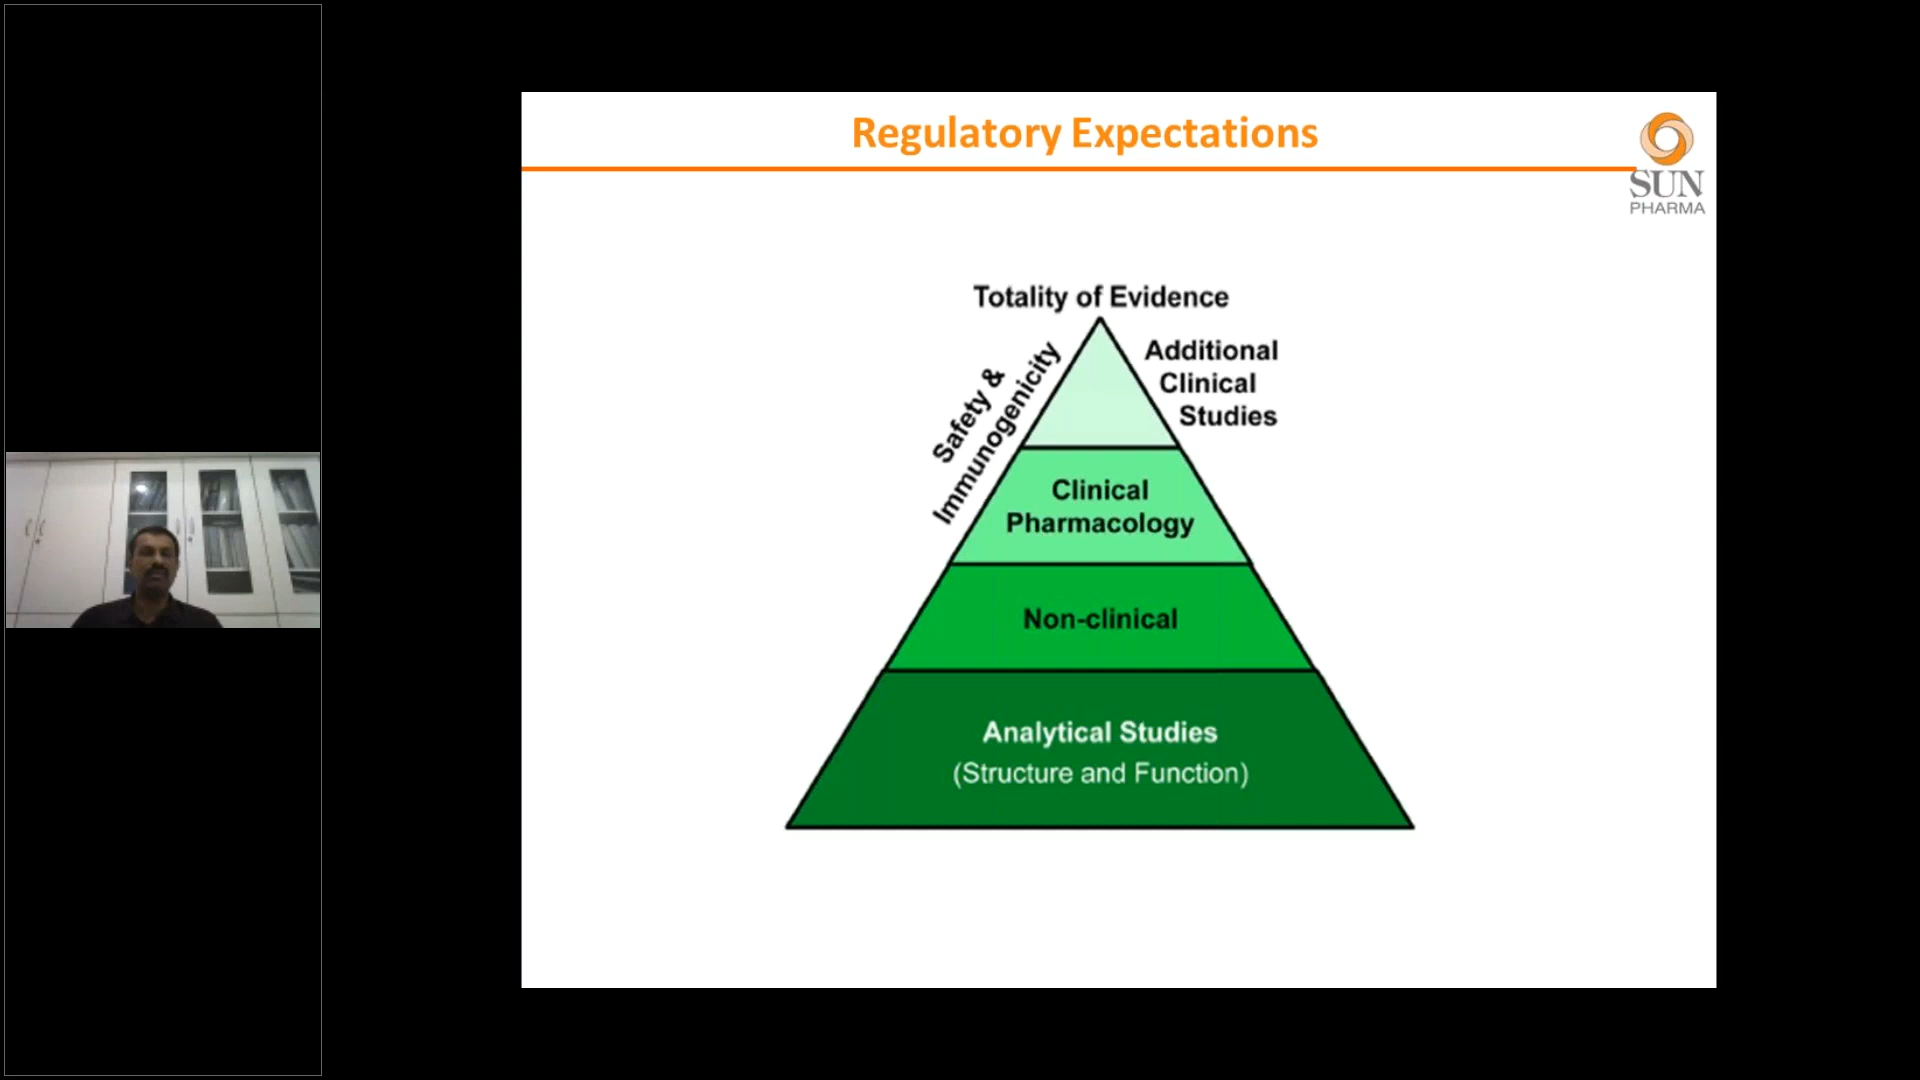 Regulatory Expectations
SUN
PHARMA
Totality of Evidence
Safety &
Immunogenicity
Additional
Clinical
Studies
Clinical
Pharmacology
Non-clinical
Analytical Studies
(Structure and Function)